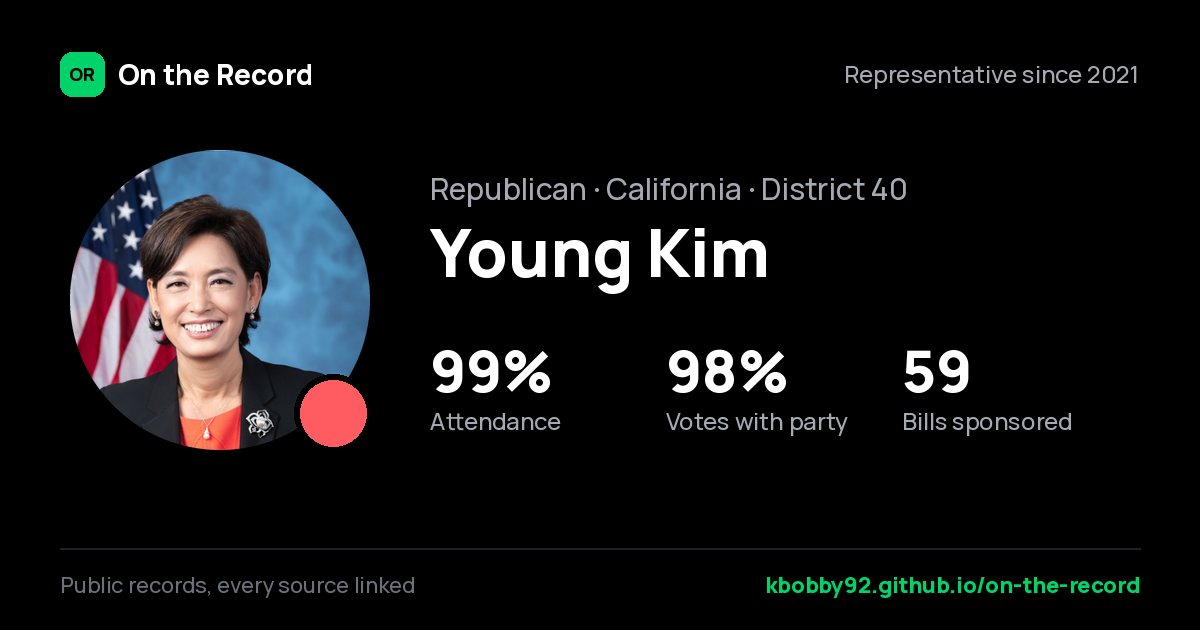 OR On the Record
Representative since 2021
Republican · California · District 40
Young Kim
99% 98% 59
Attendance Votes with party Bills sponsored
Public records, every source linked
kbobby92.github.io/on-the-record